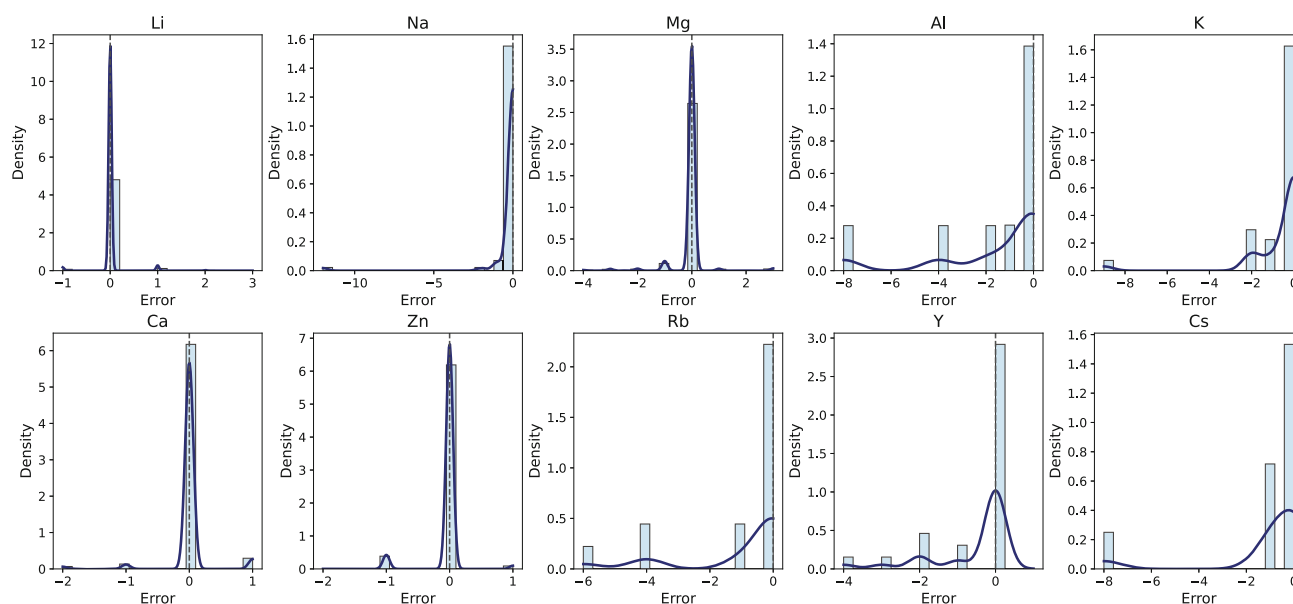 Li
Density
12
10
8
6
4
2
0
−1 0 1 2 3
Error
Na
Density
1.6
1.4
1.2
1.0
0.8
0.6
0.4
0.2
0.0
−10 −5 0
Error
Mg
Density
3.5
3.0
2.5
2.0
1.5
1.0
0.5
0.0
−4 −2 0 2
Error
Al
Density
1.4
1.2
1.0
0.8
0.6
0.4
0.2
0.0
−8 −6 −4 −2 0
Error
K
Density
1.6
1.4
1.2
1.0
0.8
0.6
0.4
0.2
0.0
−9 −8 −6 −4 −2 0
Error
Ca
Density
6
5
4
3
2
1
0
−2 −1 0 1
Error
Zn
Density
7
6
5
4
3
2
1
0
−2 −1 0 1
Error
Rb
Density
2.0
1.5
1.0
0.5
0.0
−6 −4 −2 0
Error
Y
Density
3.0
2.5
2.0
1.5
1.0
0.5
0.0
−4 −2 0
Error
Cs
Density
1.6
1.4
1.2
1.0
0.8
0.6
0.4
0.2
0.0
−8 −6 −4 −2 0
Error